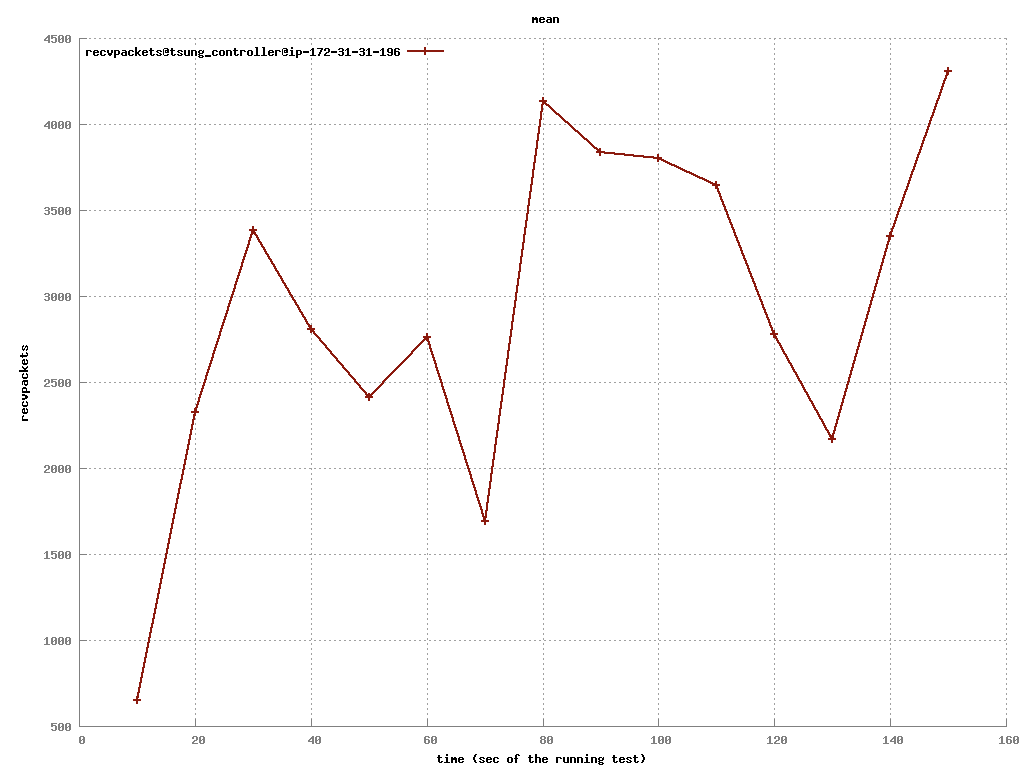 mean
4500
recvpackets@tsung_controller@ip-172-31-31-196
4000
3500
3000
2500
2000
1500
1000
500
recvpackets
0 20 40 60 80 100 120 140 160
time (sec of the running test)